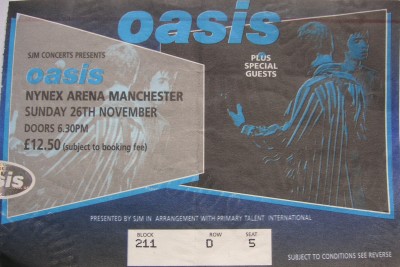 oasis
SJM CONCERTS PRESENTS
oasis
PLUS
SPECIAL
GUESTS
NYNEX ARENA MANCHESTER
SUNDAY 26TH NOVEMBER
DOORS 6.30PM
£12.50 (subject to booking fee)
sis
PRESENTED BY SJM IN ARRANGEMENT WITH PRIMARY TALENT INTERNATIONAL
BLOCK ROW SEAT
211 D 5
SUBJECT TO CONDITIONS SEE REVERSE